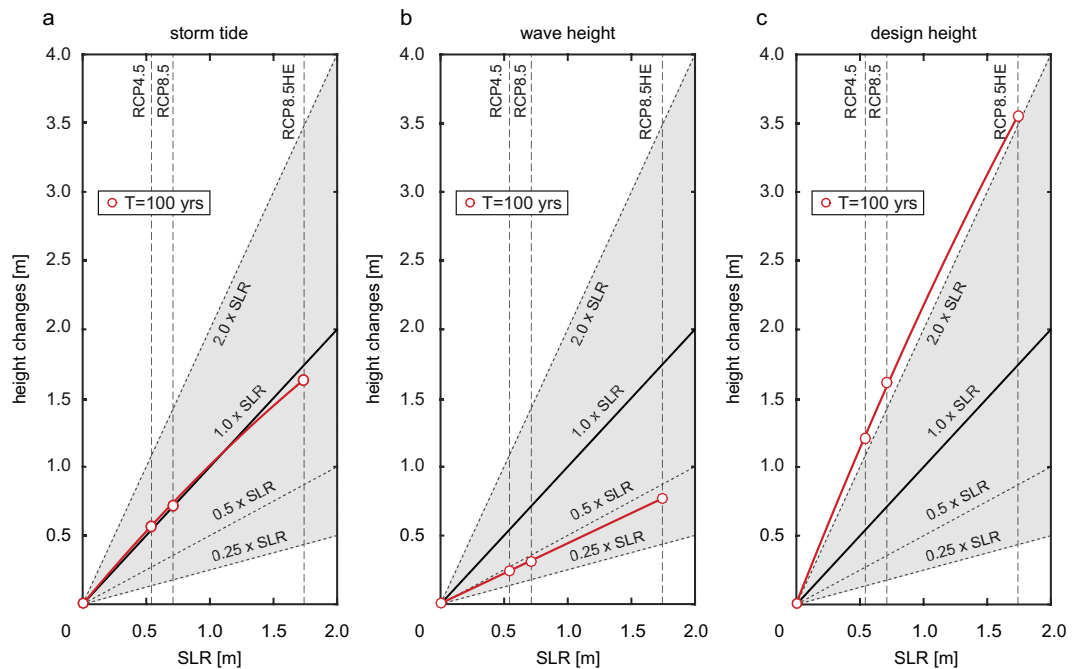 a
storm tide
4.0
3.5
3.0
2.5
2.0
1.5
1.0
0.5
0
0.5
1.0
1.5
2.0
height changes [m]
SLR [m]
RCP4.5
RCP8.5
RCP8.5HE
T=100 yrs
2.0 x SLR
1.0 x SLR
0.5 x SLR
0.25 x SLR
b
wave height
4.0
3.5
3.0
2.5
2.0
1.5
1.0
0.5
0
0.5
1.0
1.5
2.0
SLR [m]
RCP4.5
RCP8.5
RCP8.5HE
T=100 yrs
2.0 x SLR
1.0 x SLR
0.5 x SLR
0.25 x SLR
c
design height
4.0
3.5
3.0
2.5
2.0
1.5
1.0
0.5
0
0.5
1.0
1.5
2.0
height changes [m]
SLR [m]
RCP4.5
RCP8.5
RCP8.5HE
T=100 yrs
2.0 x SLR
1.0 x SLR
0.5 x SLR
0.25 x SLR